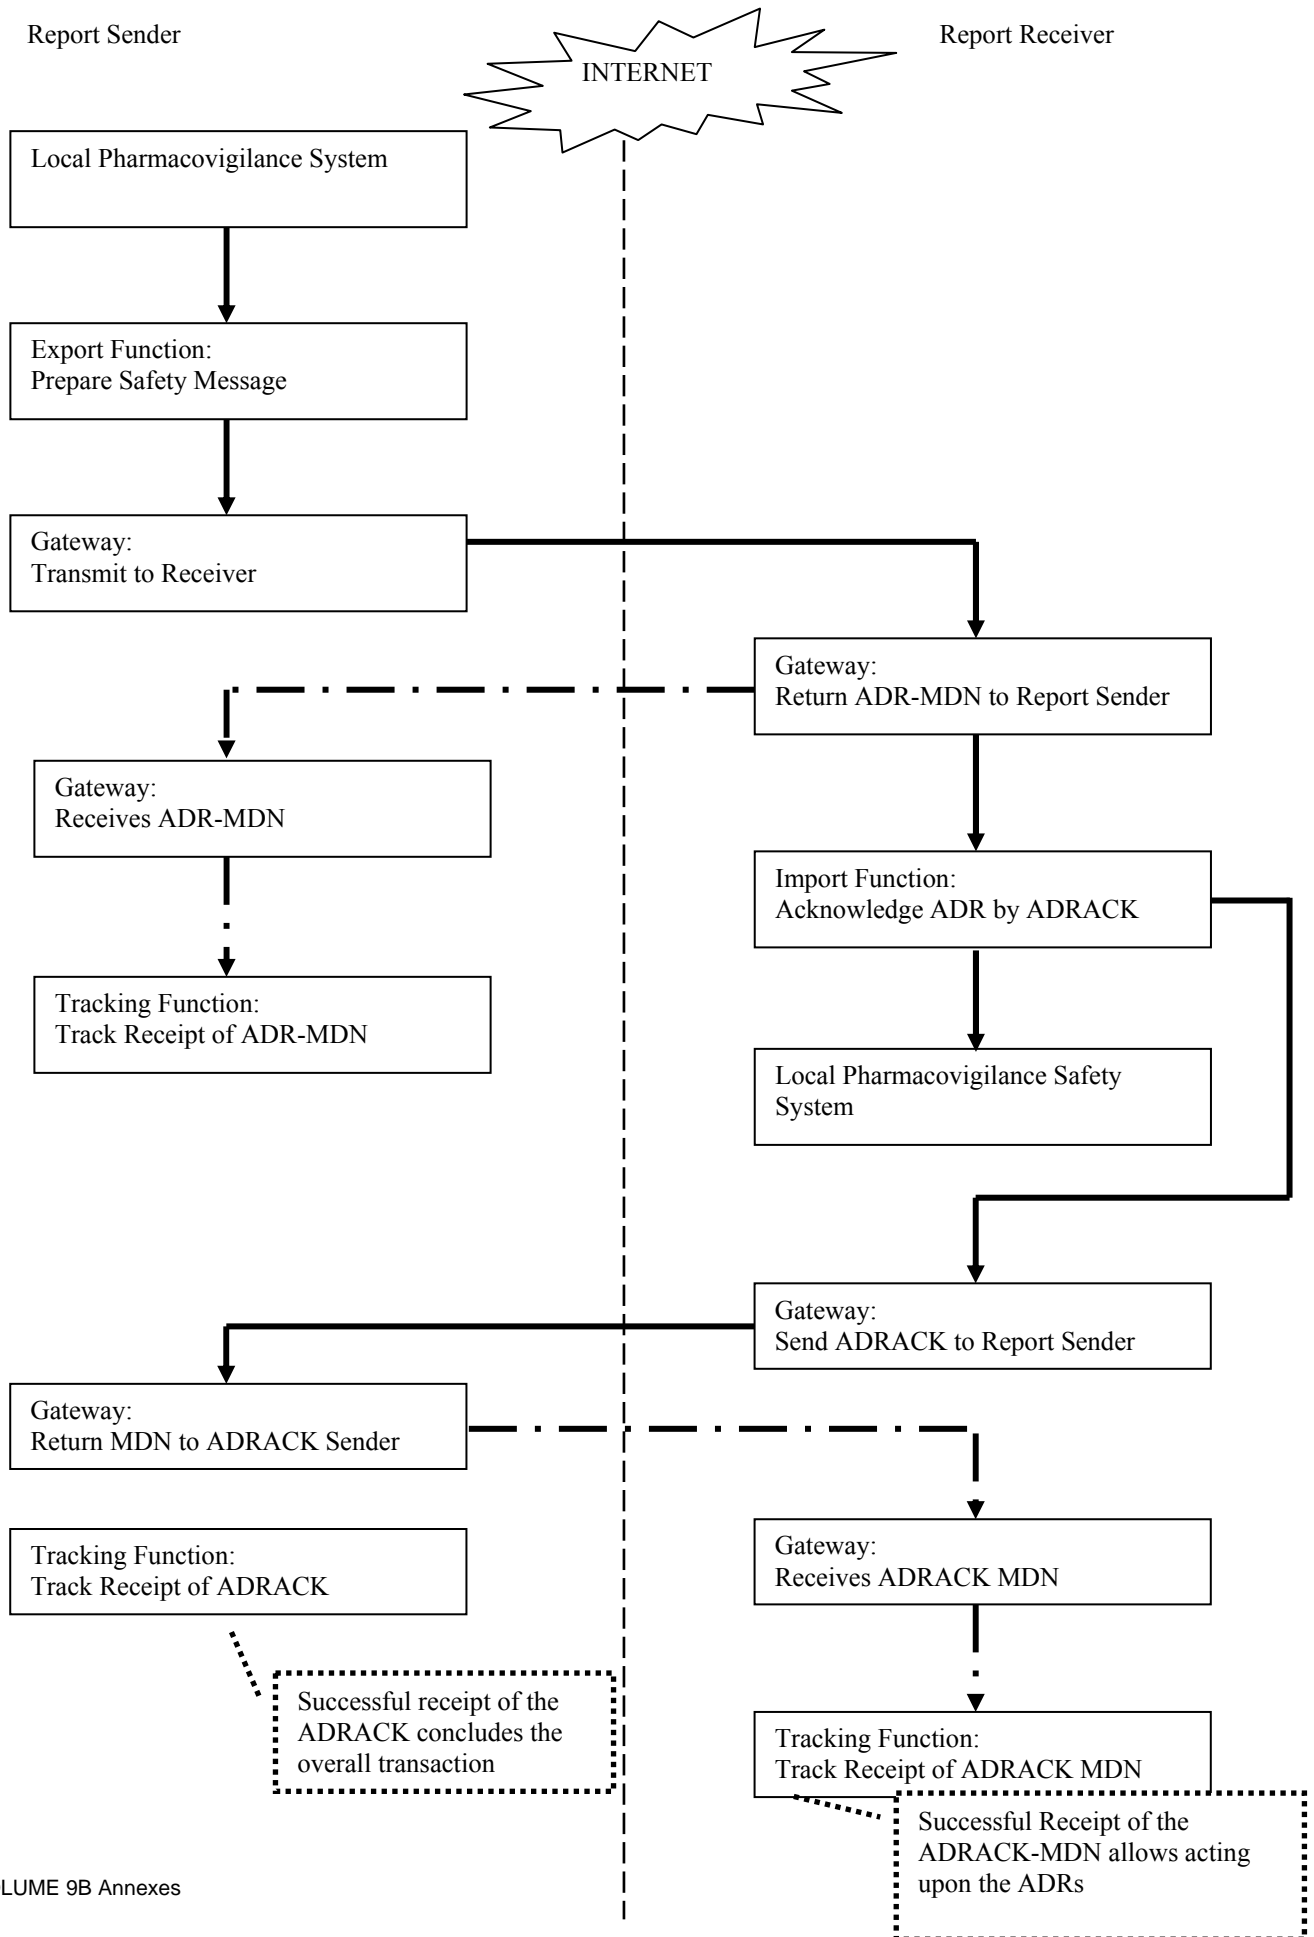 Report Sender
INTERNET
Report Receiver
Local Pharmacovigilance System
Export Function:
Prepare Safety Message
Gateway:
Transmit to Receiver
Gateway:
Return ADR-MDN to Report Sender
Gateway:
Receives ADR-MDN
Import Function:
Acknowledge ADR by ADRACK
Tracking Function:
Track Receipt of ADR-MDN
Local Pharmacovigilance Safety
System
Gateway:
Send ADRACK to Report Sender
Gateway:
Return MDN to ADRACK Sender
Gateway:
Receives ADRACK MDN
Tracking Function:
Track Receipt of ADRACK
Successful receipt of the
ADRACK concludes the
overall transaction
Tracking Function:
Track Receipt of ADRACK MDN
Successful Receipt of the
ADRACK-MDN allows acting
upon the ADRs
LUME 9B Annexes